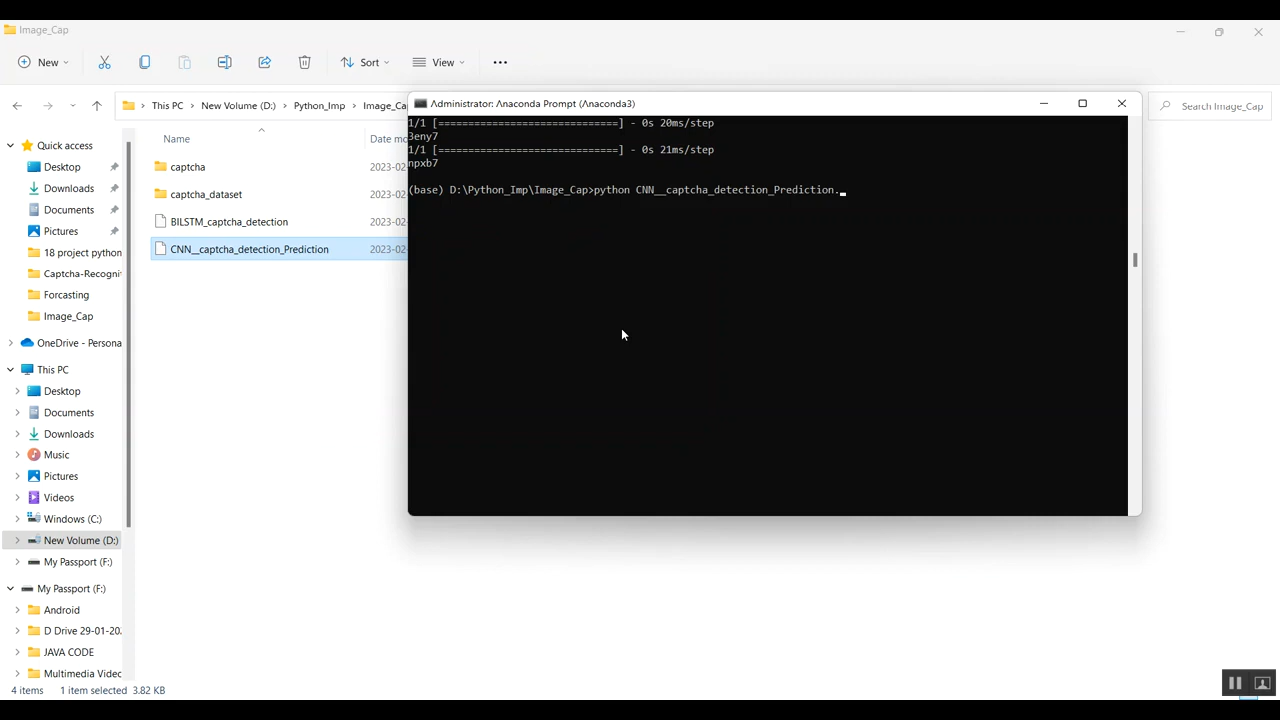 Image_Cap
New
Sort
View
This PC
New Volume (D:)
Python_Imp
Image_Ca
Search Image_Cap
Quick access
Desktop
Downloads
Documents
Pictures
18 project python
Captcha-Recogni
Forcasting
Image_Cap
OneDrive - Persona
This PC
Desktop
Documents
Downloads
Music
Pictures
Videos
Windows (C:)
New Volume (D:)
My Passport (F:)
My Passport (F:)
Android
D Drive 29-01-20
JAVA CODE
Multimedia Videc
Name
Date mo
captcha
2023-02
captcha_dataset
2023-02
BILSTM_captcha_detection
2023-02
CNN__captcha_detection_Prediction
2023-02
Administrator: Anaconda Prompt (Anaconda3)
1/1 [==============================] - 0s 20ms/step
3eny7
1/1 [==============================] - 0s 21ms/step
npxb7
(base) D:\Python_Imp\Image_Cap>python CNN__captcha_detection_Prediction.
4 items 1 item selected 3.82 KB